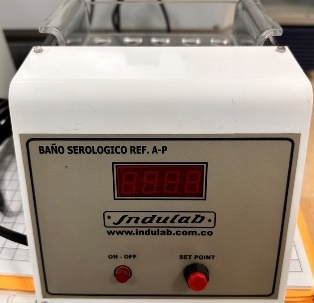 BAÑO SEROLOGICO REF. A-P
Indulab
www.indulab.com.co
ON - OFF SET POINT